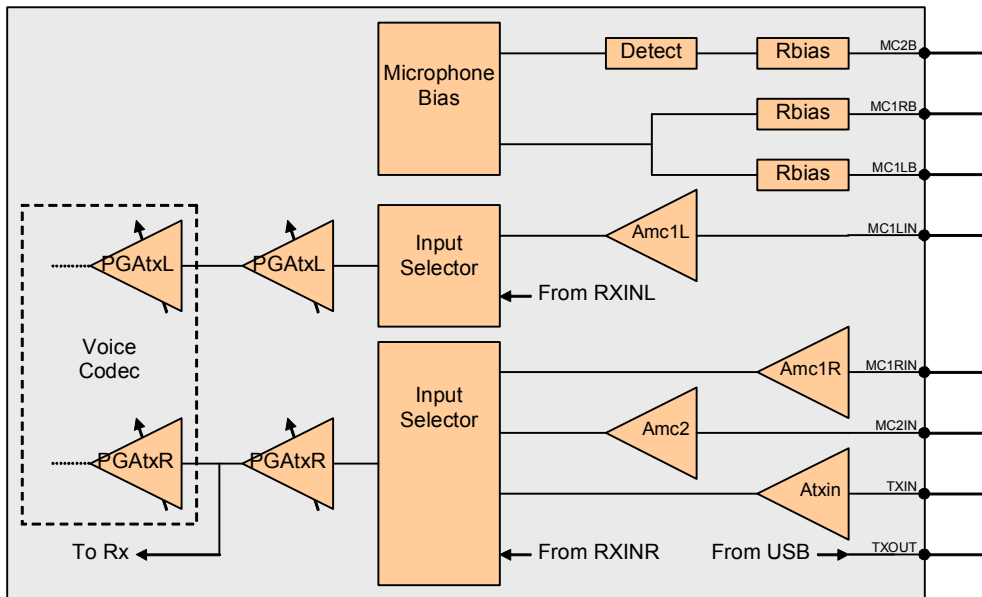 Microphone
Bias
Detect
Rbias
MC2B
Rbias
MC1RB
Rbias
MC1LB
PGAtxL
PGAtxL
Input
Selector
Amc1L
MC1LIN
From RXINL
Voice
Codec
Input
Selector
Amc1R
MC1RIN
Amc2
MC2IN
PGAtxR
PGAtxR
Atxin
TXIN
To Rx
From RXINR
From USB
TXOUT